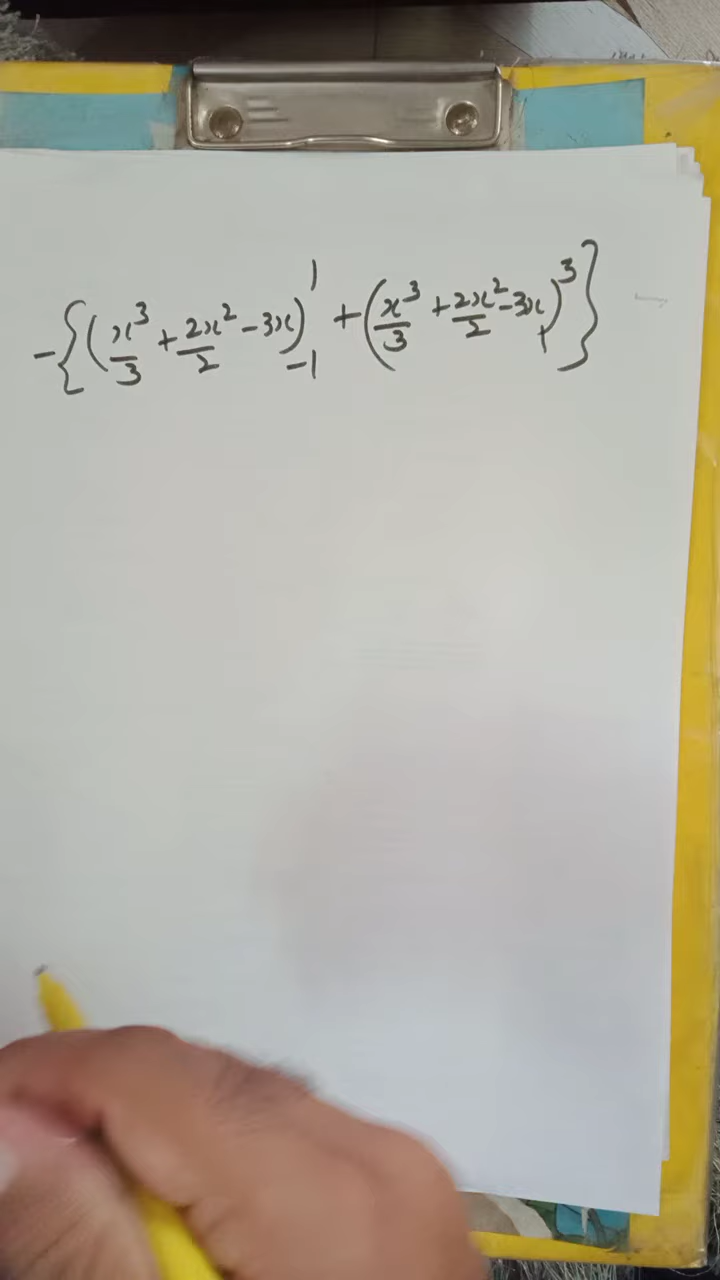 -{(x³/3 + 2x²/2 - 3x)₋₁¹ + (x³/3 + 2x²/2 - 3x)₁³}